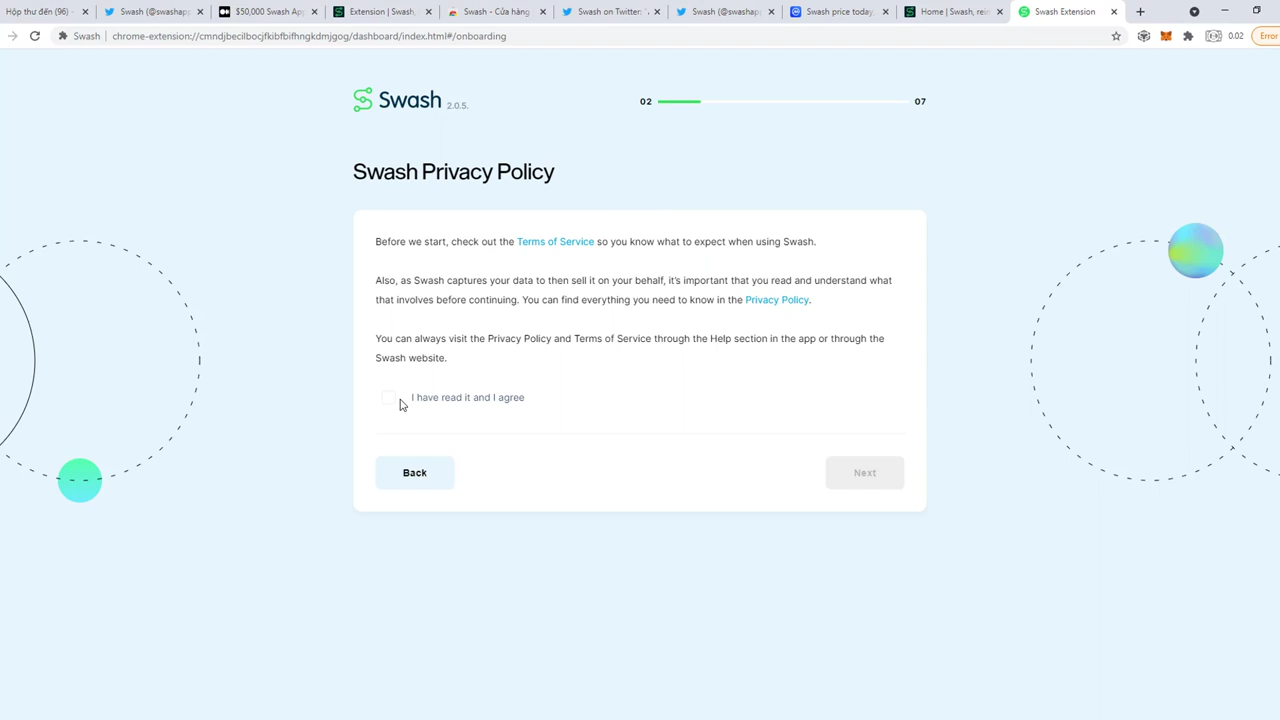 Hộp thư đến (96) -
Swash (@swasha
$50,000 Swash Ap
Extension | Swash,
Swash - Cửa hàng
Swash on Twitter:
Swash (@swasha
Swash price today,
Home | Swash, rei
Swash Extension
Swash
chrome-extension://cmndjbecilbocjfkibfbifhngkdmjgog/dashboard/index.html#/onboarding
0.02
Error
Swash 2.0.5.
02
07
Swash Privacy Policy
Before we start, check out the Terms of Service so you know what to expect when using Swash.
Also, as Swash captures your data to then sell it on your behalf, it's important that you read and understand what
that involves before continuing. You can find everything you need to know in the Privacy Policy.
You can always visit the Privacy Policy and Terms of Service through the Help section in the app or through the
Swash website.
I have read it and I agree
Back
Next